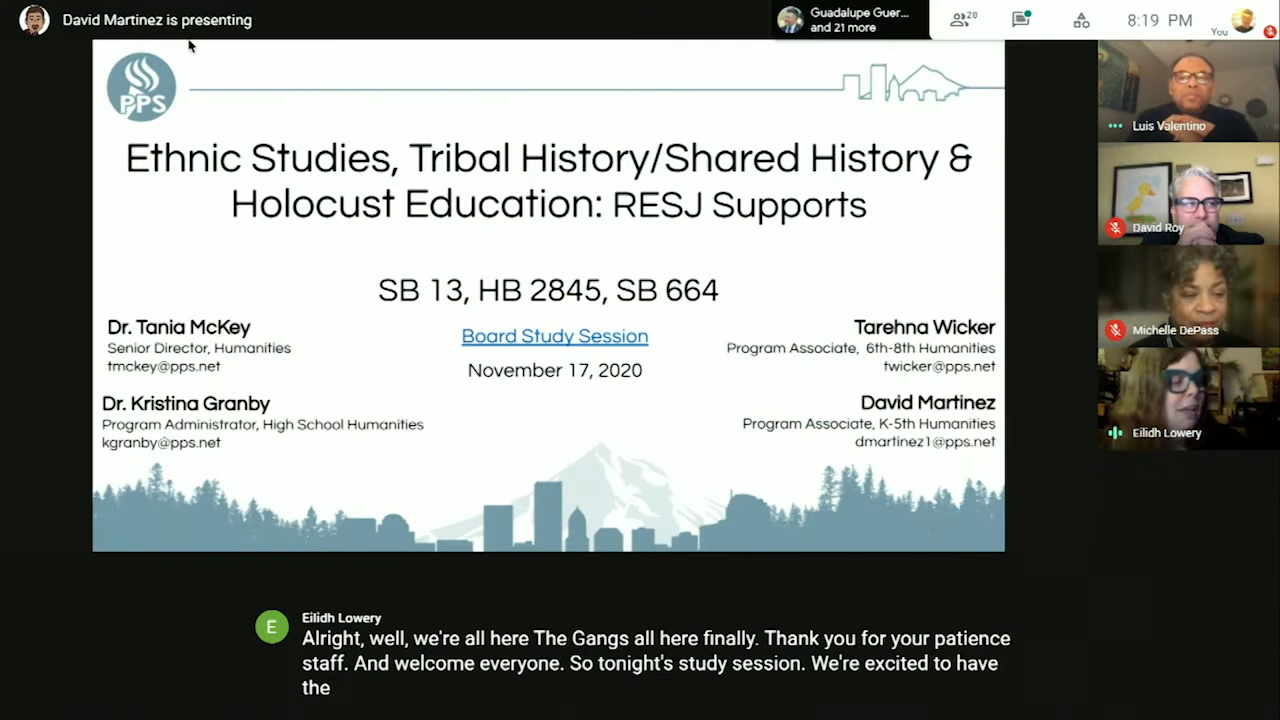 David Martinez is presenting
Guadalupe Guer...
and 21 more
28
8:19 PM
You
PPS
Ethnic Studies, Tribal History/Shared History &
Holocust Education: RESJ Supports
SB 13, HB 2845, SB 664
Dr. Tania McKey
Senior Director, Humanities
tmckey@pps.net
Board Study Session
November 17, 2020
Tarehna Wicker
Program Associate, 6th-8th Humanities
twicker@pps.net
Dr. Kristina Granby
Program Administrator, High School Humanities
kgranby@pps.net
David Martinez
Program Associate, K-5th Humanities
dmartinez1@pps.net
Luis Valentino
David Roy
Michelle DePass
Eilidh Lowery
E
Eilidh Lowery
Alright, well, we're all here The Gangs all here finally. Thank you for your patience
staff. And welcome everyone. So tonight's study session. We're excited to have
the